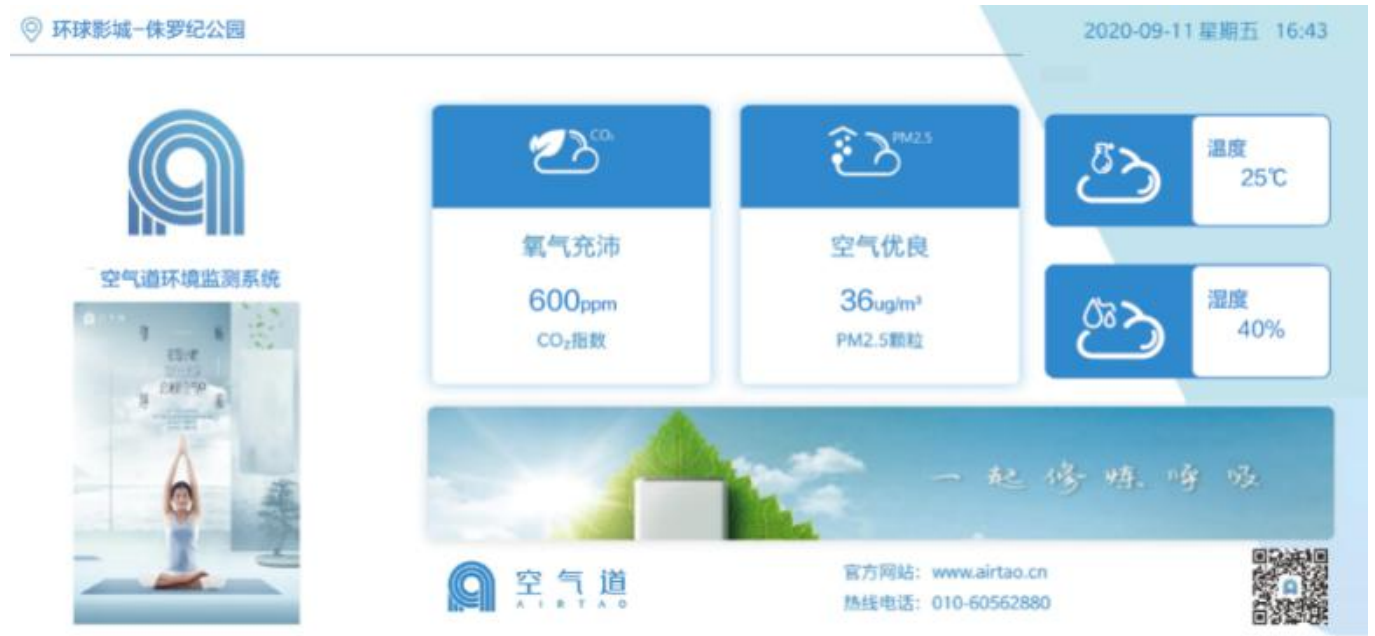 环球影城-侏罗纪公园
2020-09-11 星期五 16:43
空气道环境监测系统
CO₂
氧气充沛
600ppm
CO₂指数
PM2.5
空气优良
36ug/m³
PM2.5颗粒
温度
25℃
湿度
40%
一起修炼呼吸
空气道
AIRTAO
官方网站：www.airtao.cn
热线电话：010-60562880